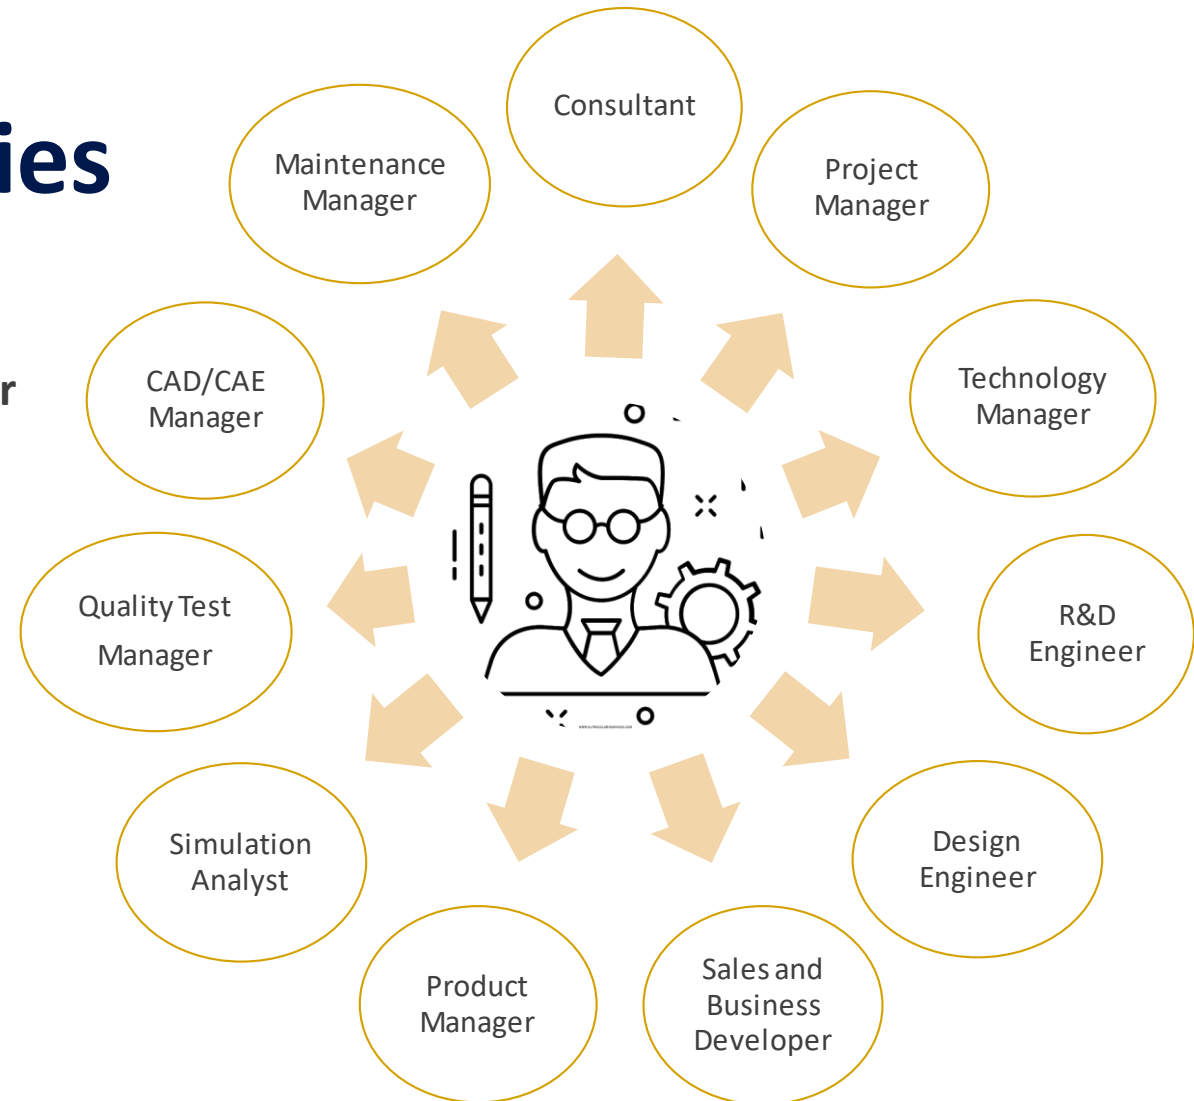 ies
r
Consultant
Project
Manager
Technology
Manager
R&D
Engineer
Design
Engineer
Sales and
Business
Developer
Product
Manager
Simulation
Analyst
Quality Test
Manager
CAD/CAE
Manager
Maintenance
Manager